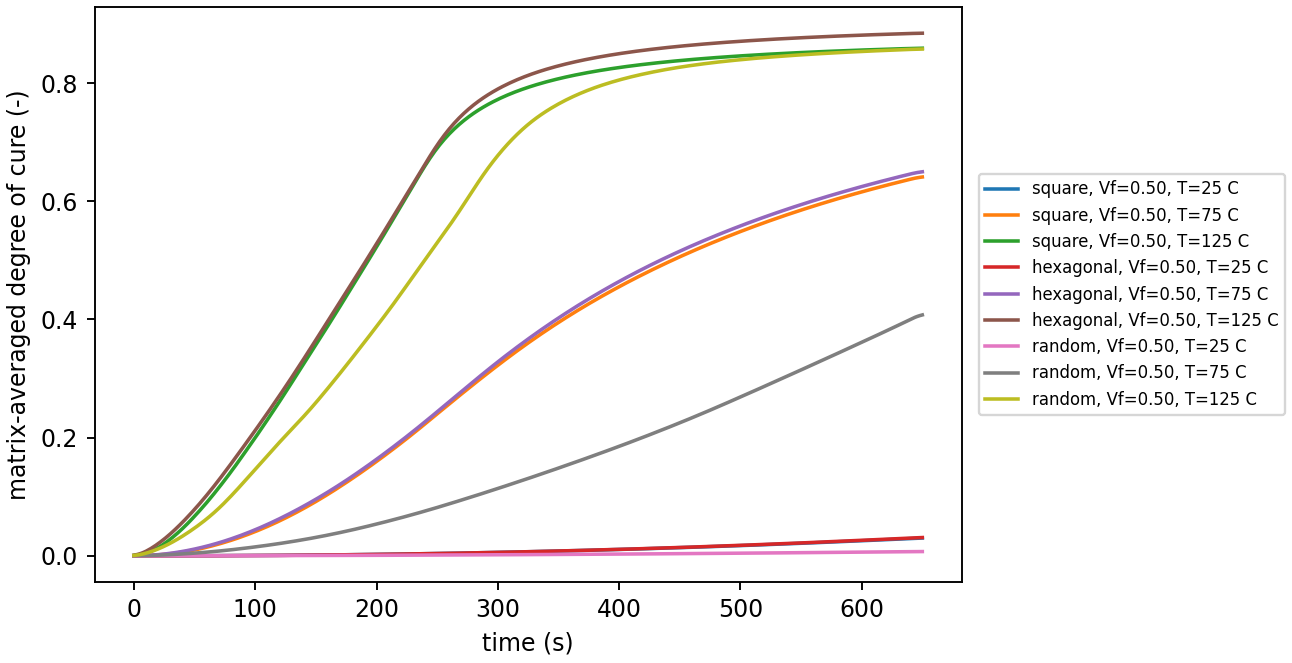 matrix-averaged degree of cure (-)
0.8
0.6
0.4
0.2
0.0
0 100 200 300 400 500 600
time (s)
square, Vf=0.50, T=25 C
square, Vf=0.50, T=75 C
square, Vf=0.50, T=125 C
hexagonal, Vf=0.50, T=25 C
hexagonal, Vf=0.50, T=75 C
hexagonal, Vf=0.50, T=125 C
random, Vf=0.50, T=25 C
random, Vf=0.50, T=75 C
random, Vf=0.50, T=125 C